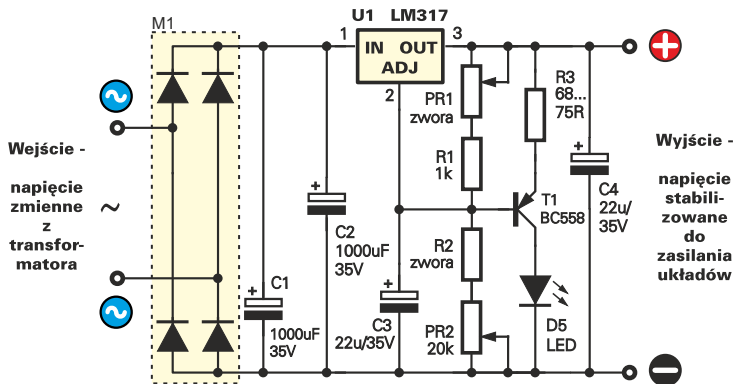 M1
U1 LM317
1
IN OUT
3
ADJ
2
Wejście -
napięcie
zmienne
z
transfor-
matora
~
C1
1000uF
35V
C2
1000uF
35V
C3
22u/35V
PR1
zwora
R1
1k
R2
zwora
PR2
20k
R3
68...
75R
T1
BC558
D5
LED
C4
22u/
35V
Wyjście -
napięcie
stabili-
zowane
do
zasilania
układów